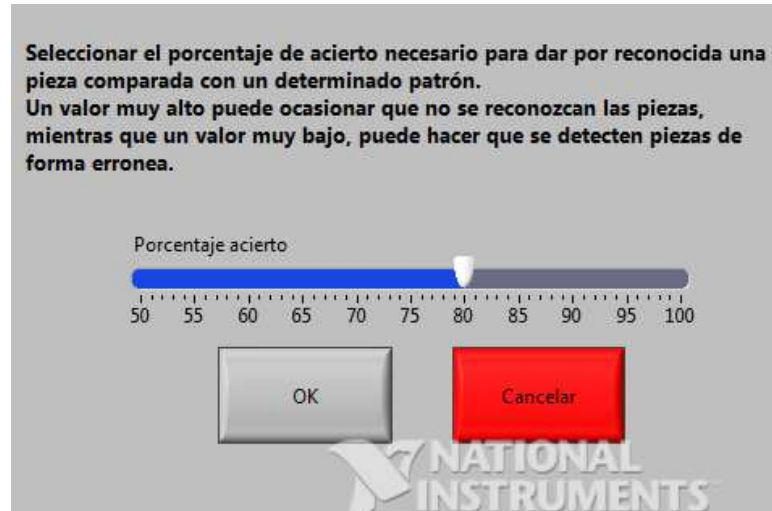 Seleccionar el porcentaje de acierto necesario para dar por reconocida una
pieza comparada con un determinado patrón.
Un valor muy alto puede ocasionar que no se reconozcan las piezas,
mientras que un valor muy bajo, puede hacer que se detecten piezas de
forma erronea.
Porcentaje acierto
50 55 60 65 70 75 80 85 90 95 100
OK Cancelar
NATIONAL
INSTRUMENTS